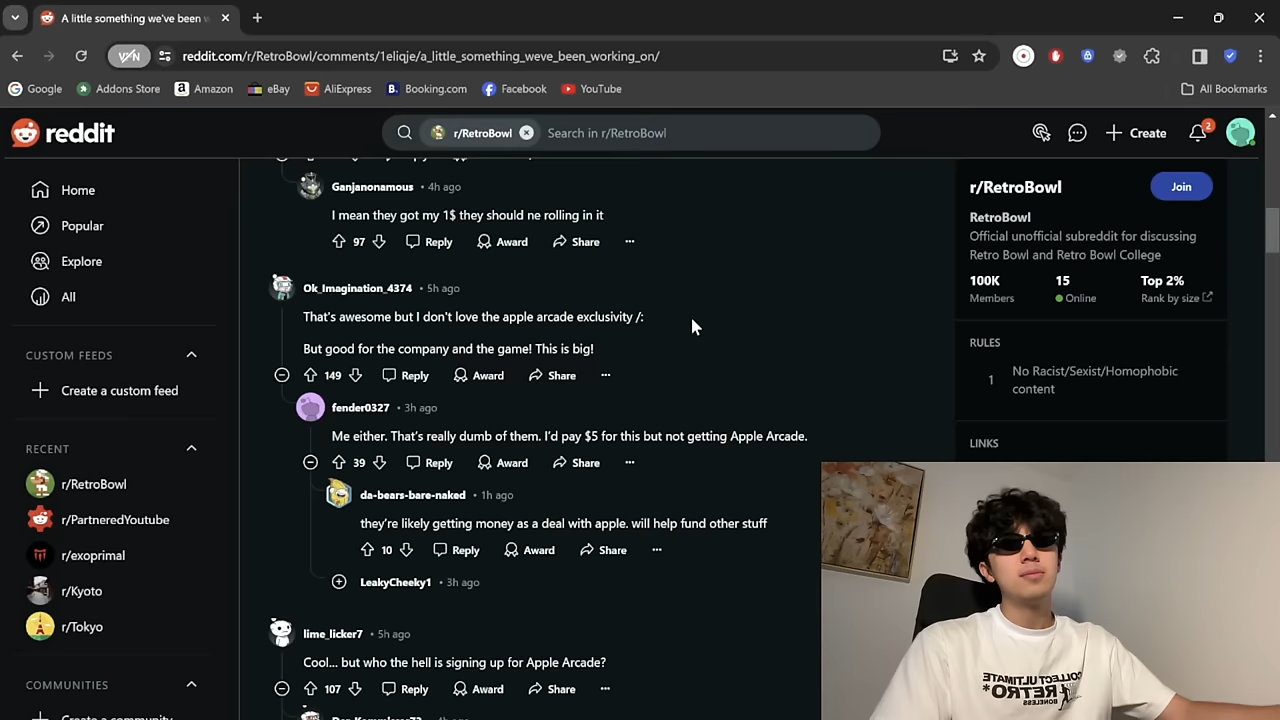 A little something we've been w
reddit.com/r/RetroBowl/comments/1eliqje/a_little_something_weve_been_working_on/
Google
Addons Store
Amazon
eBay
AliExpress
Booking.com
Facebook
YouTube
All Bookmarks
reddit
r/RetroBowl
Search in r/RetroBowl
Create
2
Home
Popular
Explore
All
CUSTOM FEEDS
Create a custom feed
RECENT
r/RetroBowl
r/PartneredYoutube
r/exoprimal
r/Kyoto
r/Tokyo
COMMUNITIES
Ganjanonamous • 4h ago
I mean they got my 1$ they should ne rolling in it
97 Reply Award Share
Ok_Imagination_4374 • 5h ago
That's awesome but I don't love the apple arcade exclusivity /:
But good for the company and the game! This is big!
149 Reply Award Share
fender0327 • 3h ago
Me either. That's really dumb of them. I'd pay $5 for this but not getting Apple Arcade.
39 Reply Award Share
da-bears-bare-naked • 1h ago
they're likely getting money as a deal with apple. will help fund other stuff
10 Reply Award Share
LeakyCheeky1 • 3h ago
lime_licker7 • 5h ago
Cool... but who the hell is signing up for Apple Arcade?
107 Reply Award Share
r/RetroBowl
Join
RetroBowl
Official unofficial subreddit for discussing
Retro Bowl and Retro Bowl College
100K 15 Top 2%
Members Online Rank by size
RULES
1 No Racist/Sexist/Homophobic
content
LINKS
COLLECT ULTIMATE
RETRO*
BONELESS